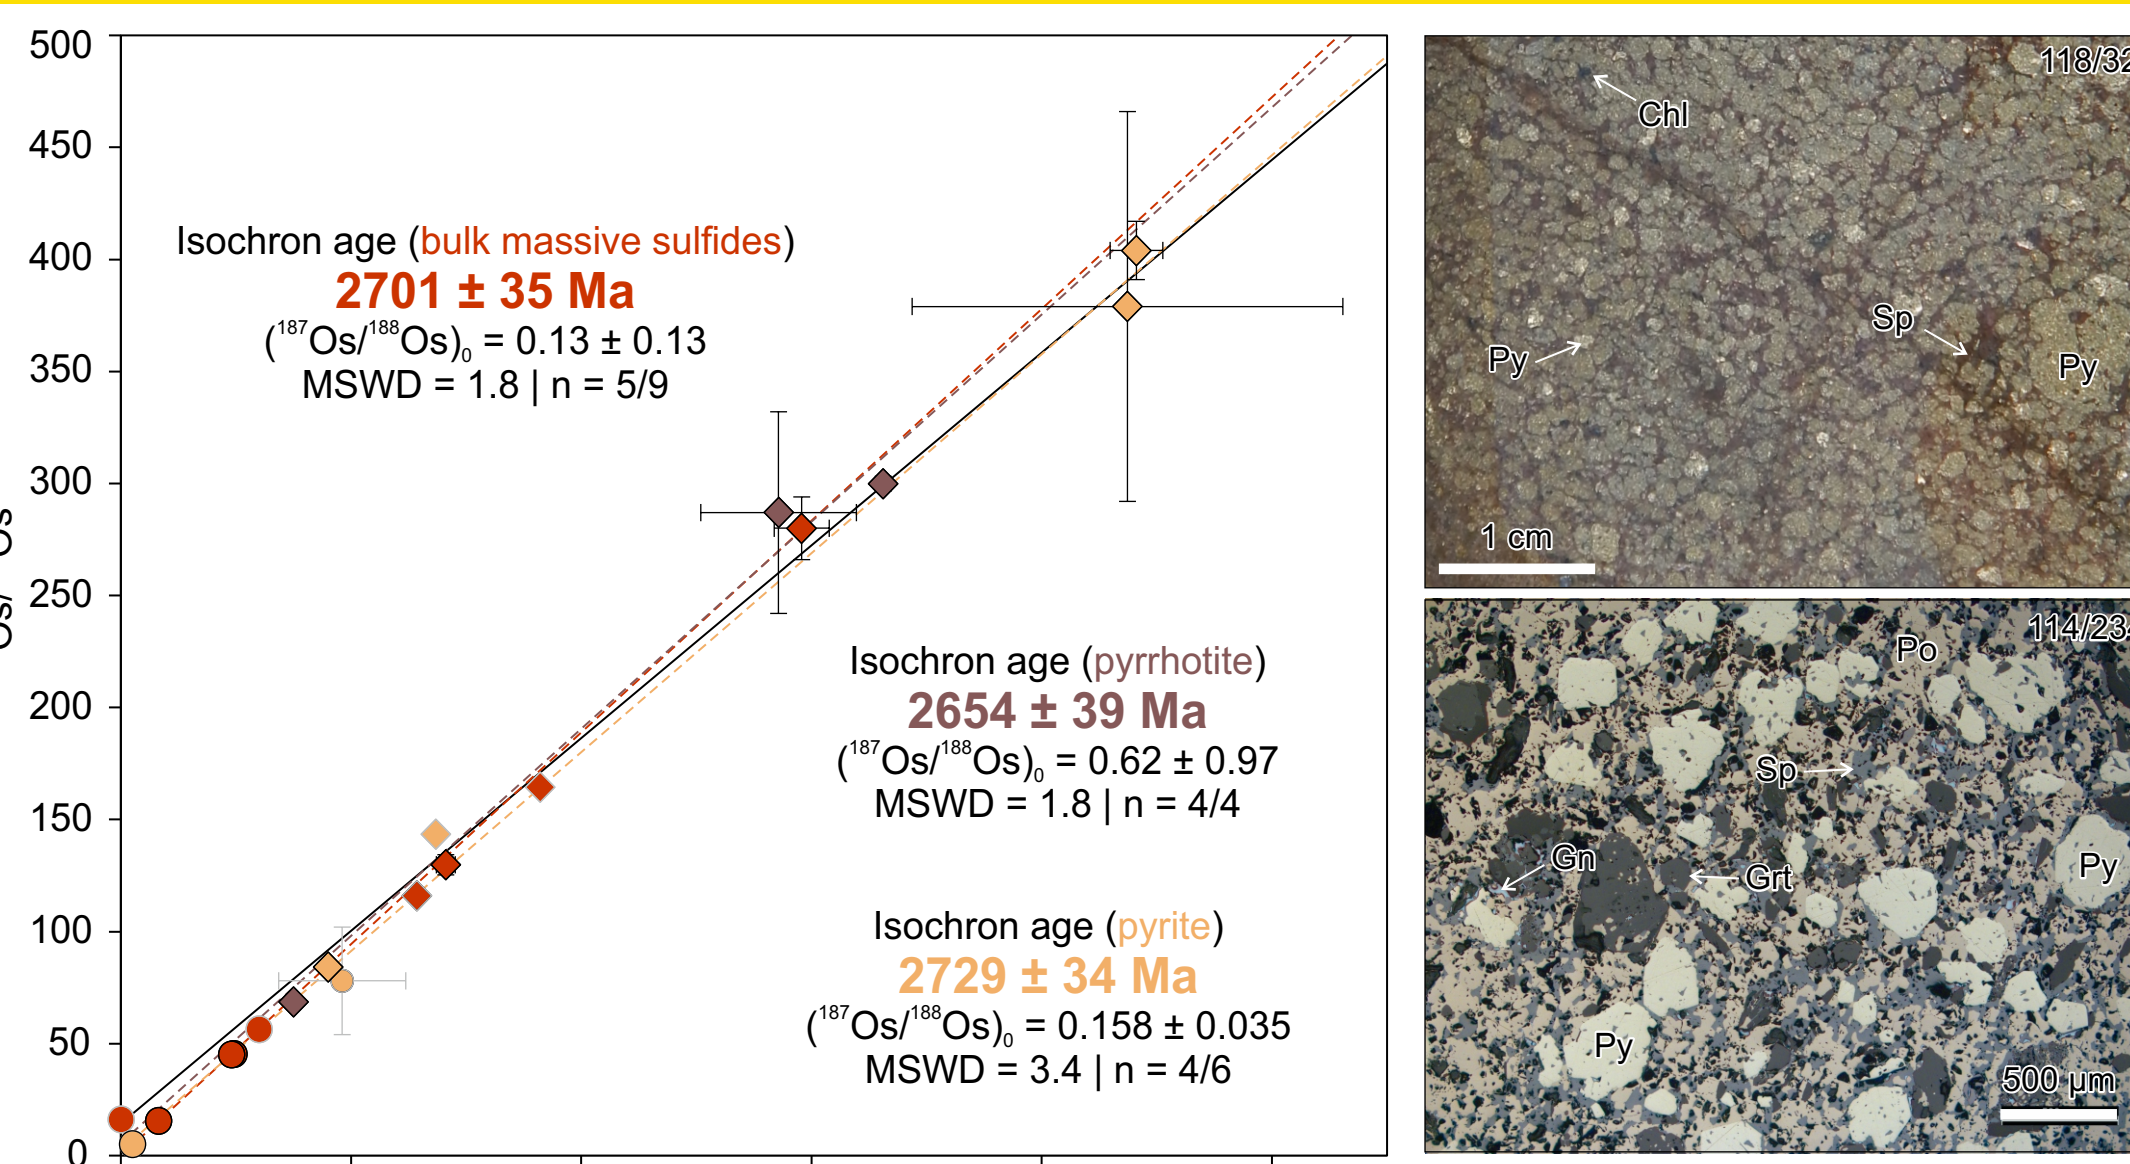 500
450
400
350
300
250
200
150
100
50
0
Isochron age (bulk massive sulfides)
2701 ± 35 Ma
(¹⁸⁷Os/¹⁸⁸Os)₀ = 0.13 ± 0.13
MSWD = 1.8 | n = 5/9
Isochron age (pyrrhotite)
2654 ± 39 Ma
(¹⁸⁷Os/¹⁸⁸Os)₀ = 0.62 ± 0.97
MSWD = 1.8 | n = 4/4
Isochron age (pyrite)
2729 ± 34 Ma
(¹⁸⁷Os/¹⁸⁸Os)₀ = 0.158 ± 0.035
MSWD = 3.4 | n = 4/6
118/32
Chl
Sp
Py
Py
1 cm
114/234
Po
Sp
Gn
Grt
Py
Py
500 µm